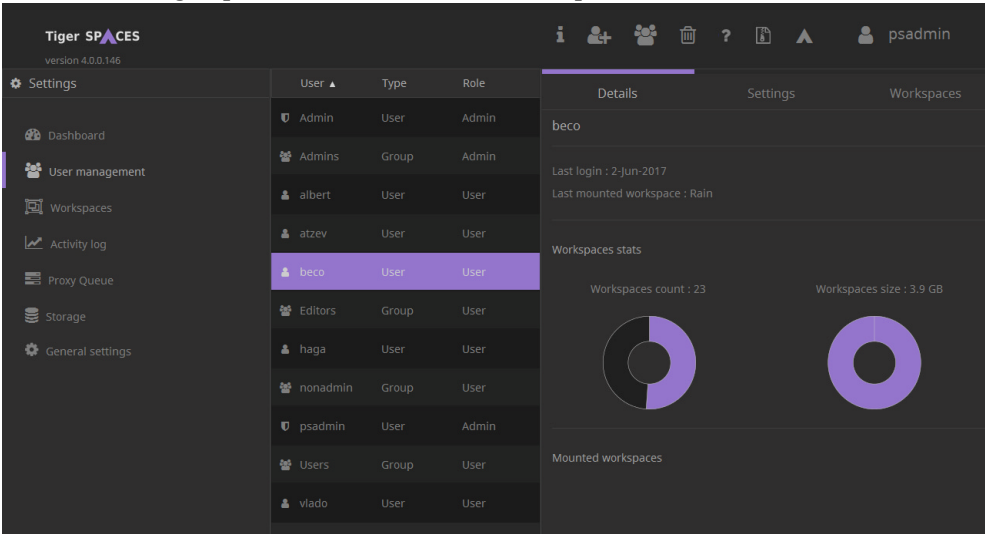 Tiger SPACES
version 4.0.0.146
? psadmin
Settings
Dashboard
User management
Workspaces
Activity log
Proxy Queue
Storage
General settings
User ▲ Type Role
Admin User Admin
Admins Group Admin
albert User User
atzev User User
beco User User
Editors Group User
haga User User
nonadmin Group User
psadmin User Admin
Users Group User
vlado User User
Details Settings Workspaces
beco
Last login : 2-Jun-2017
Last mounted workspace : Rain
Workspaces stats
Workspaces count : 23 Workspaces size : 3.9 GB
Mounted workspaces